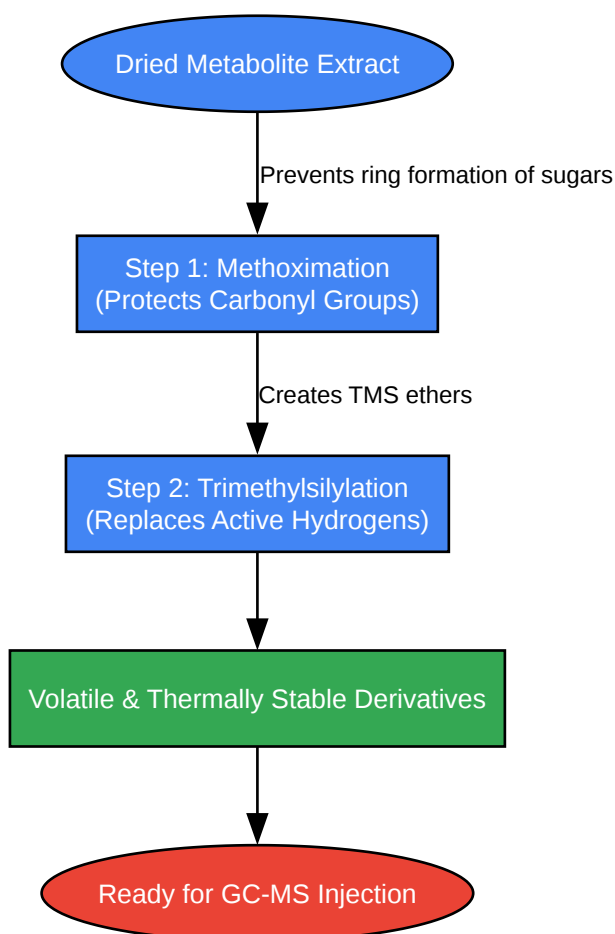 Dried Metabolite Extract
Prevents ring formation of sugars
Step 1: Methoximation
(Protects Carbonyl Groups)
Creates TMS ethers
Step 2: Trimethylsilylation
(Replaces Active Hydrogens)
Volatile & Thermally Stable Derivatives
Ready for GC-MS Injection